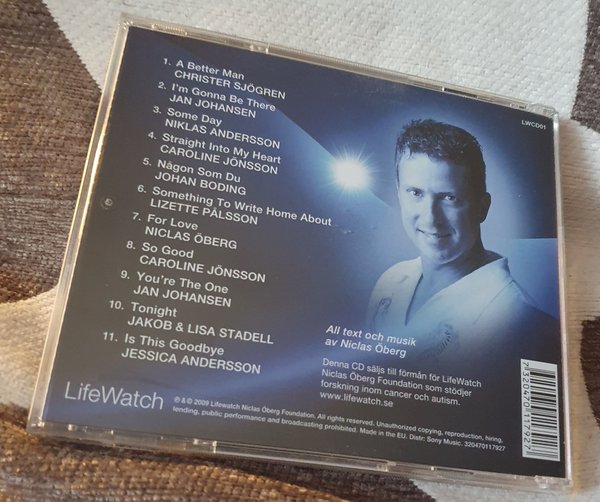 LWCD01
1. A Better Man
CHRISTER SJÖGREN
2. I'm Gonna Be There
JAN JOHANSEN
3. Some Day
NIKLAS ANDERSSON
4. Straight Into My Heart
CAROLINE JÖNSSON
5. Någon Som Du
JOHAN BODING
6. Something To Write Home About
LIZETTE PÅLSSON
7. For Love
NICLAS ÖBERG
8. So Good
CAROLINE JÖNSSON
9. You're The One
JAN JOHANSEN
10. Tonight
JAKOB & LISA STADELL
11. Is This Goodbye
JESSICA ANDERSSON
All text och musik
av Niclas Öberg
Denna CD säljs till förmån för LifeWatch
Niclas Öberg Foundation som stödjer
forskning inom cancer och autism.
www.lifewatch.se
7 320470 117927
LifeWatch
℗ & © 2009 Lifewatch Niclas Öberg Foundation. All rights reserved. Unauthorized copying, reproduction, hiring,
lending, public performance and broadcasting prohibited. Made in the EU. Distr: Sony Music. 320470117927